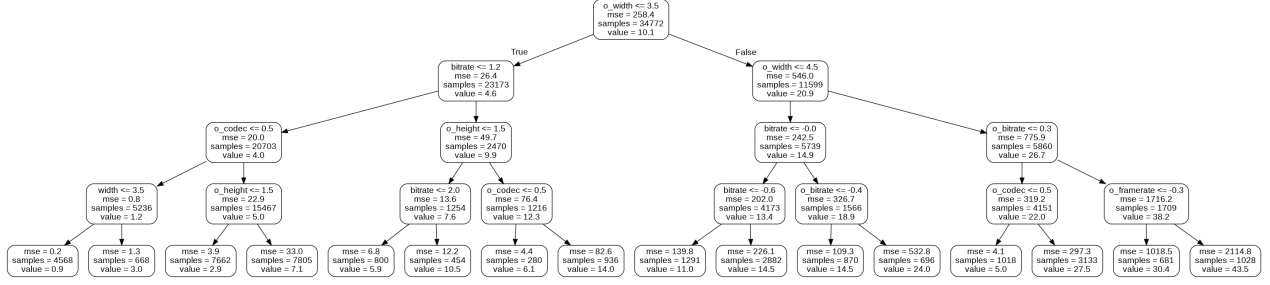 o_width <= 3.5
mse = 258.4
samples = 34772
value = 10.1
True
False
bitrate <= 1.2
mse = 26.4
samples = 23173
value = 4.6
o_width <= 4.5
mse = 546.0
samples = 11599
value = 20.9
o_codec <= 0.5
mse = 20.0
samples = 20703
value = 4.0
o_height <= 1.5
mse = 49.7
samples = 2470
value = 9.9
bitrate <= -0.0
mse = 242.5
samples = 5739
value = 14.9
o_bitrate <= 0.3
mse = 775.9
samples = 5860
value = 26.7
width <= 3.5
mse = 0.8
samples = 5236
value = 1.2
o_height <= 1.5
mse = 22.9
samples = 15467
value = 5.0
bitrate <= 2.0
mse = 13.6
samples = 1254
value = 7.6
o_codec <= 0.5
mse = 76.4
samples = 1216
value = 12.3
bitrate <= -0.6
mse = 202.0
samples = 4173
value = 13.4
o_bitrate <= -0.4
mse = 326.7
samples = 1566
value = 18.9
o_codec <= 0.5
mse = 319.2
samples = 4151
value = 22.0
o_framerate <= -0.3
mse = 1716.2
samples = 1709
value = 38.2
mse = 0.2
samples = 4568
value = 0.9
mse = 1.3
samples = 668
value = 3.0
mse = 3.9
samples = 7662
value = 2.9
mse = 33.0
samples = 7805
value = 7.1
mse = 6.8
samples = 800
value = 5.9
mse = 12.2
samples = 454
value = 10.5
mse = 4.4
samples = 280
value = 6.1
mse = 82.6
samples = 936
value = 14.0
mse = 139.8
samples = 1291
value = 11.0
mse = 226.1
samples = 2882
value = 14.5
mse = 109.3
samples = 870
value = 14.5
mse = 532.8
samples = 696
value = 24.0
mse = 4.1
samples = 1018
value = 5.0
mse = 297.3
samples = 3133
value = 27.5
mse = 1018.5
samples = 681
value = 30.4
mse = 2114.8
samples = 1028
value = 43.5